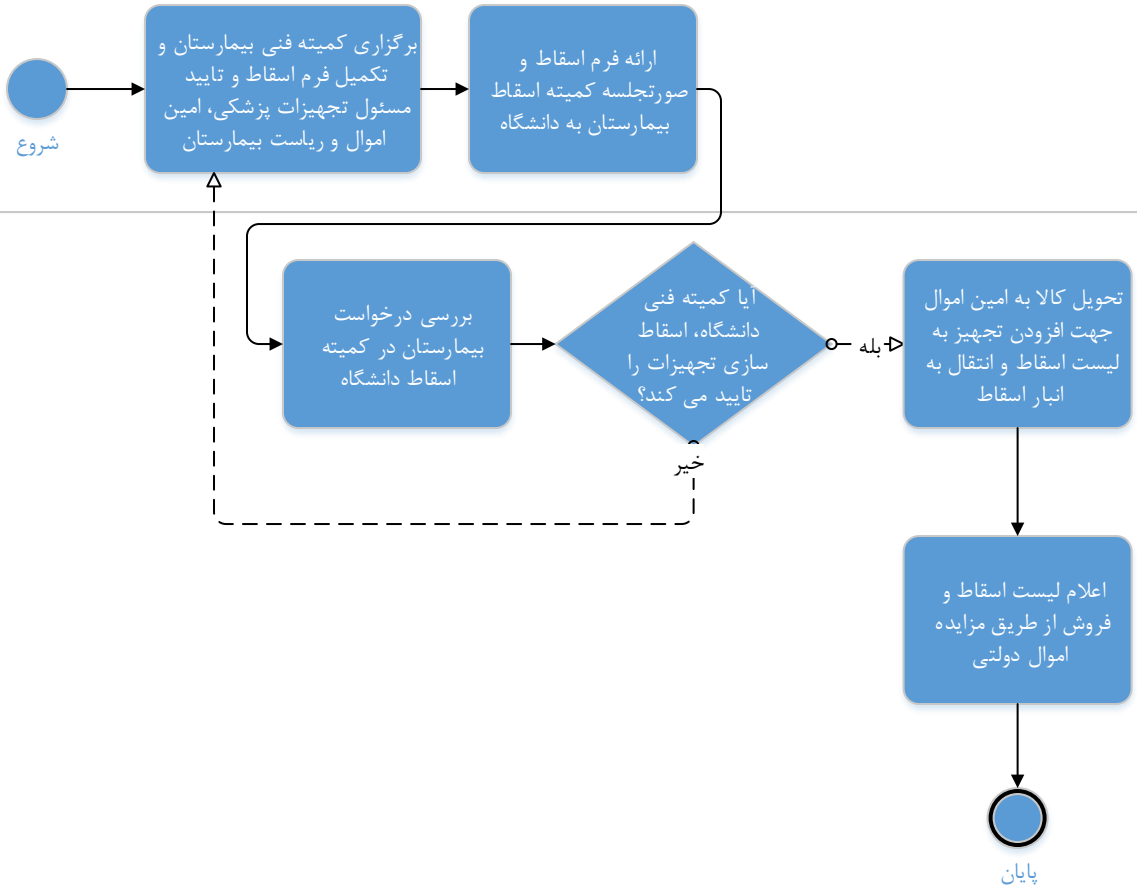 شروع
برگزاری کمیته فنی بیمارستان و
تکمیل فرم اسقاط و تایید
مسئول تجهیزات پزشکی، امین
اموال و ریاست بیمارستان
ارائه فرم اسقاط و
صورتجلسه کمیته اسقاط
بیمارستان به دانشگاه
بررسی درخواست
بیمارستان در کمیته
اسقاط دانشگاه
آیا کمیته فنی
دانشگاه، اسقاط
سازی تجهیزات را
تایید می کند؟
بله
خیر
تحویل کالا به امین اموال
جهت افزودن تجهیز به
لیست اسقاط و انتقال به
انبار اسقاط
اعلام لیست اسقاط و
فروش از طریق مزایده
اموال دولتی
پایان